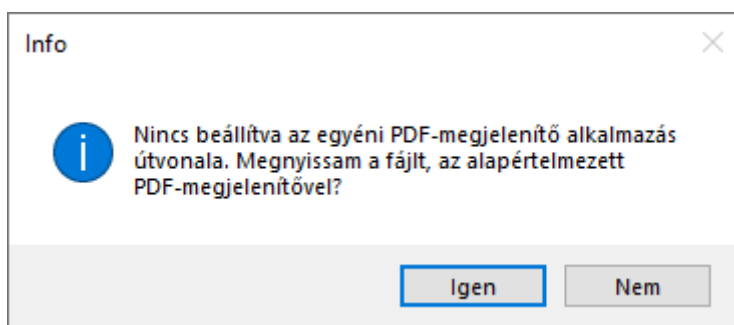 Info
Nincs beállítva az egyéni PDF-megjelenítő alkalmazás
útvonala. Megnyissam a fájlt, az alapértelmezett
PDF-megjelenítővel?
Igen
Nem